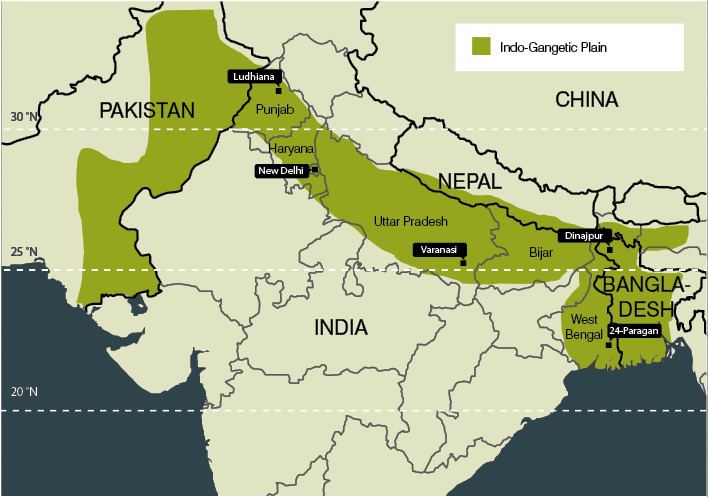 Indo-Gangetic Plain
Ludhiana
CHINA
PAKISTAN
Punjab
30 °N
Haryana
New Delhi
NEPAL
Uttar Pradesh
Dinajpur
Varanasi
Bijar
25 °N
BANGLA-
DESH
West
Bengal
INDIA
24-Paragan
20 °N